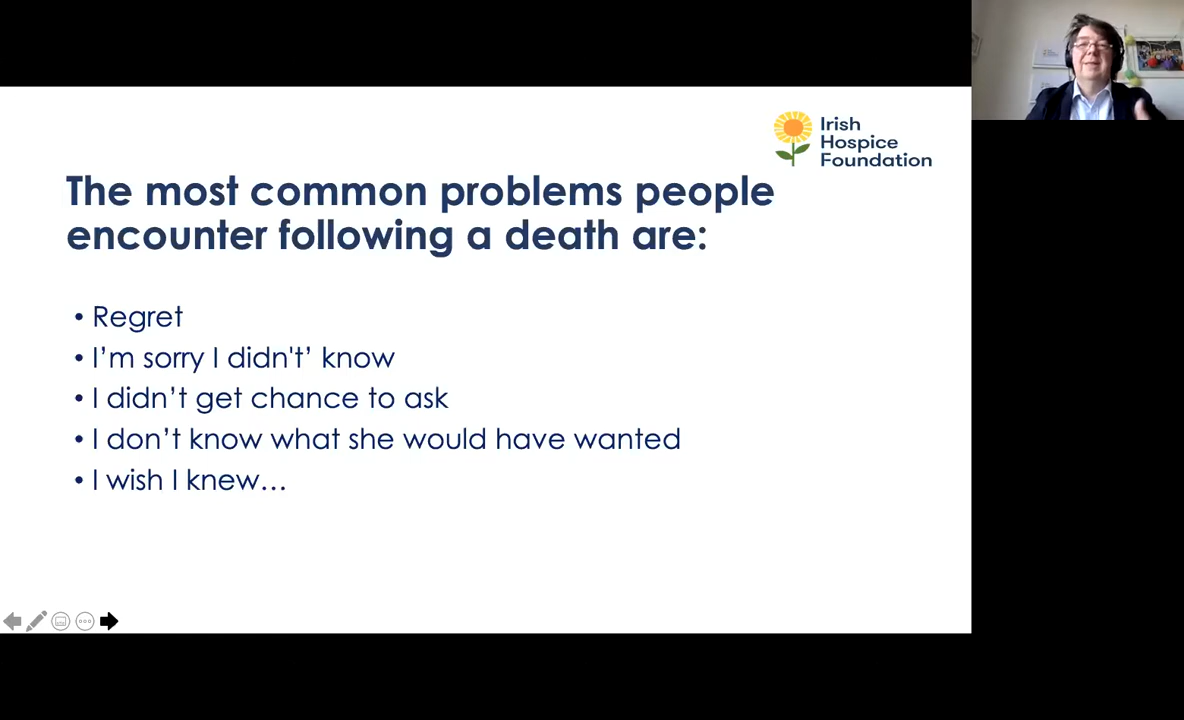 Irish
Hospice
Foundation
The most common problems people
encounter following a death are:
• Regret
• I’m sorry I didn't’ know
• I didn’t get chance to ask
• I don’t know what she would have wanted
• I wish I knew…